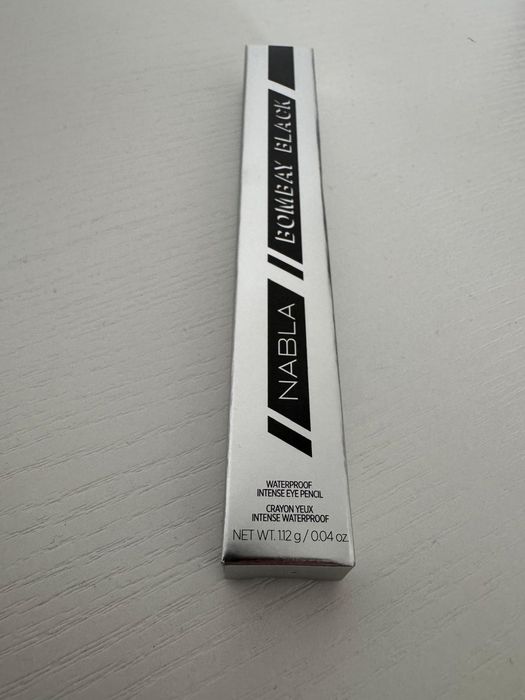 BOMBAY BLACK
NABLA
WATERPROOF
INTENSE EYE PENCIL
CRAYON YEUX
INTENSE WATERPROOF
NET WT. 1.12 g / 0.04 oz.